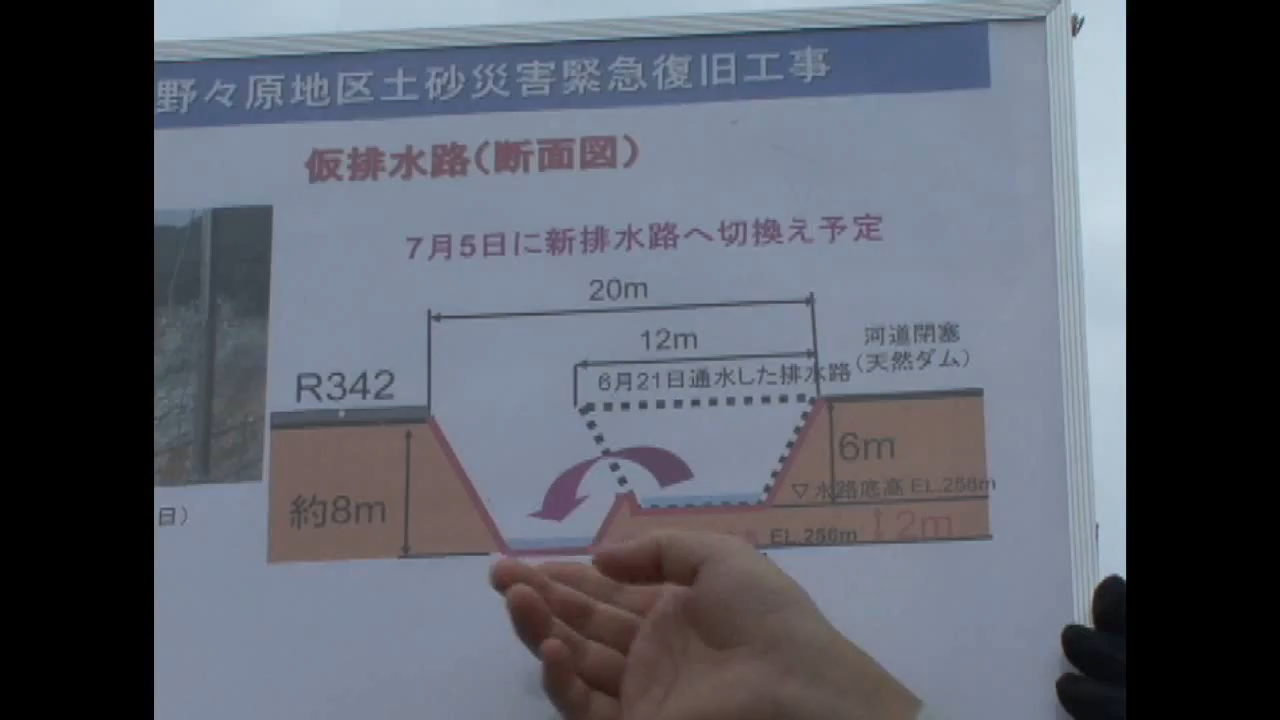 野々原地区土砂災害緊急復旧工事
仮排水路(断面図)
7月5日に新排水路へ切換え予定
20m
12m
河道閉塞
(天然ダム)
6月21日通水した排水路
R342
6m
約8m
▽水路底高 EL.258m
日)
EL.256m
2m